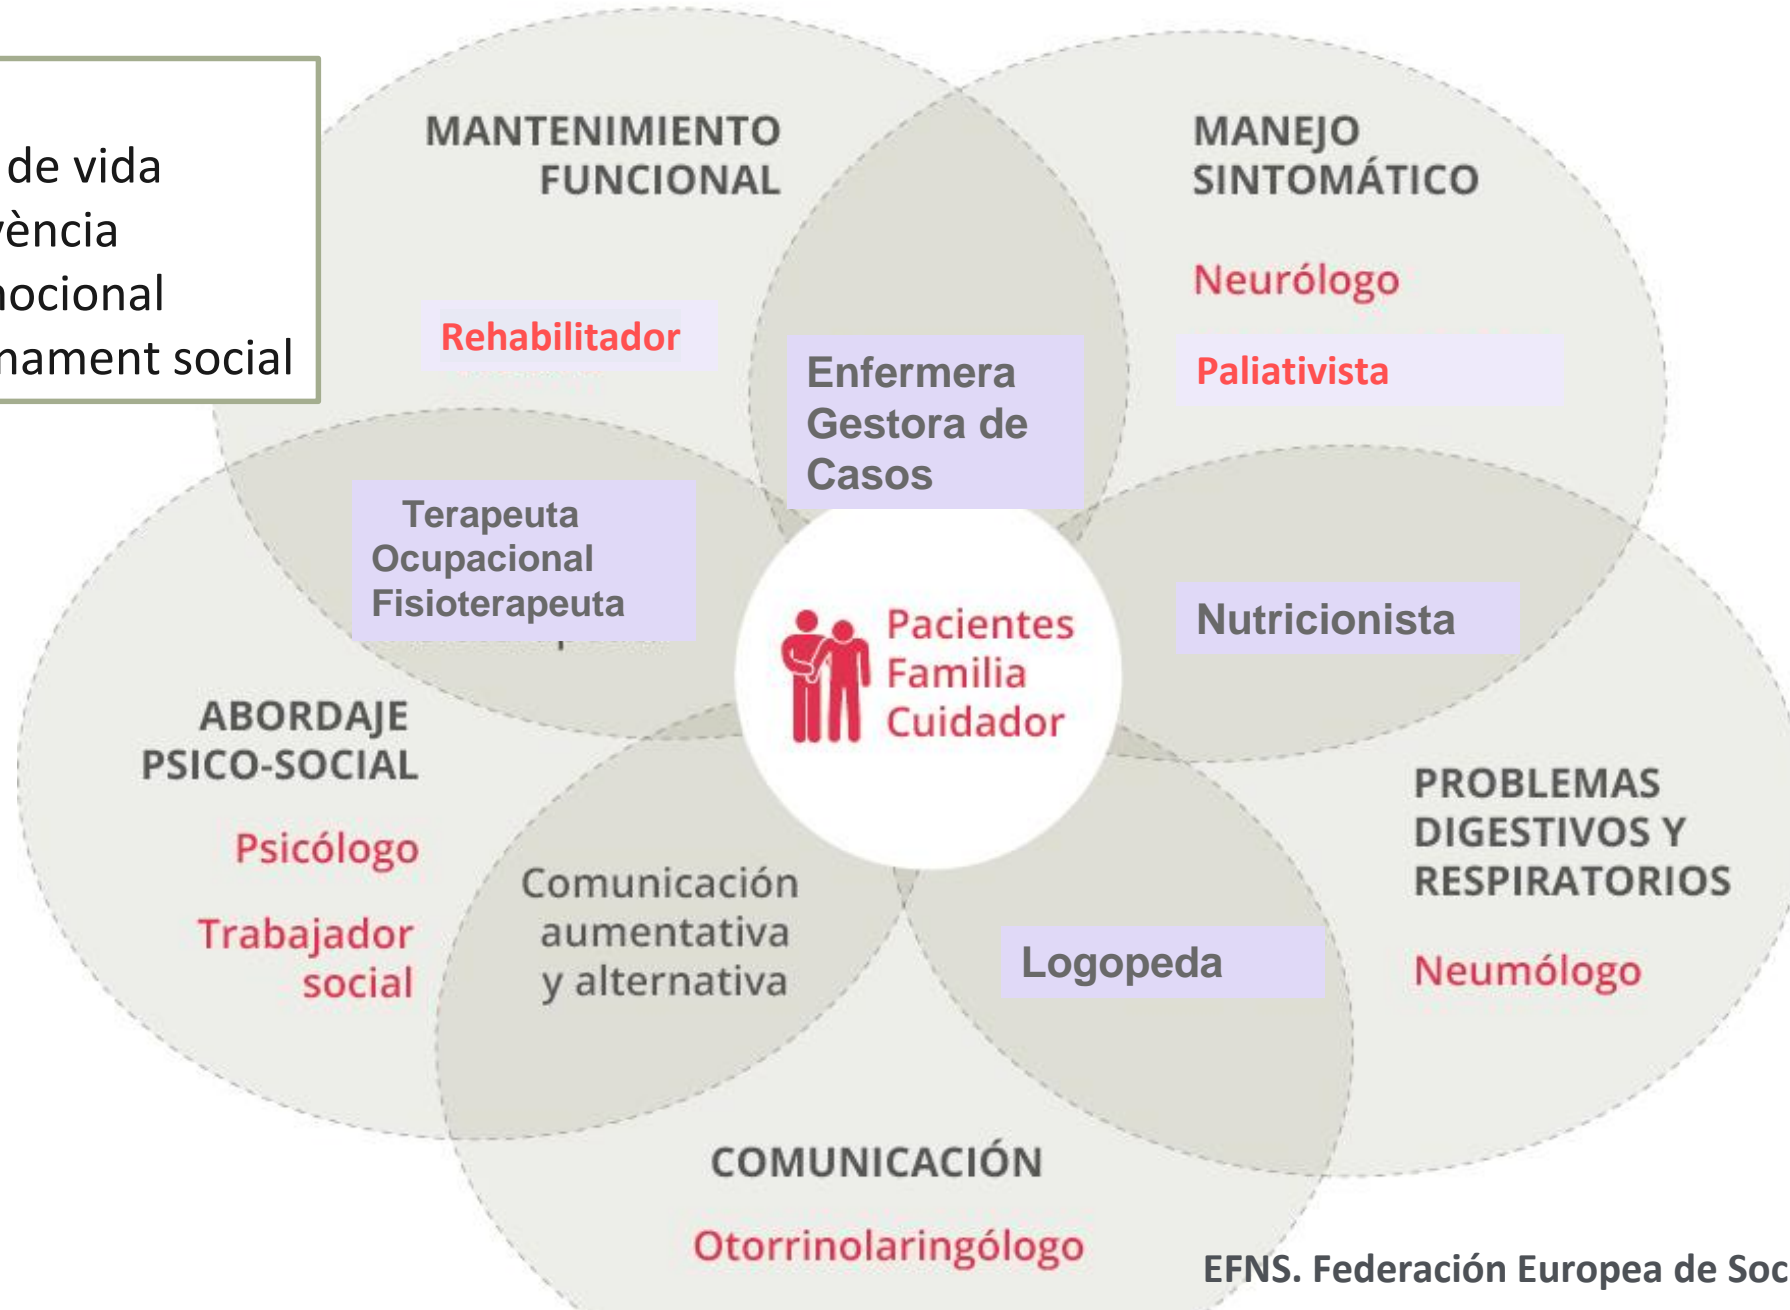 de vida
vència
nocional
nament social
MANTENIMIENTO
FUNCIONAL
Rehabilitador
MANEJO
SINTOMÁTICO
Neurólogo
Paliativista
Enfermera
Gestora de
Casos
Terapeuta
Ocupacional
Fisioterapeuta
Pacientes
Familia
Cuidador
Nutricionista
ABORDAJE
PSICO-SOCIAL
Psicólogo
Trabajador
social
Comunicación
aumentativa
y alternativa
Logopeda
PROBLEMAS
DIGESTIVOS Y
RESPIRATORIOS
Neumólogo
COMUNICACIÓN
Otorrinolaringólogo
EFNS. Federación Europea de Soc